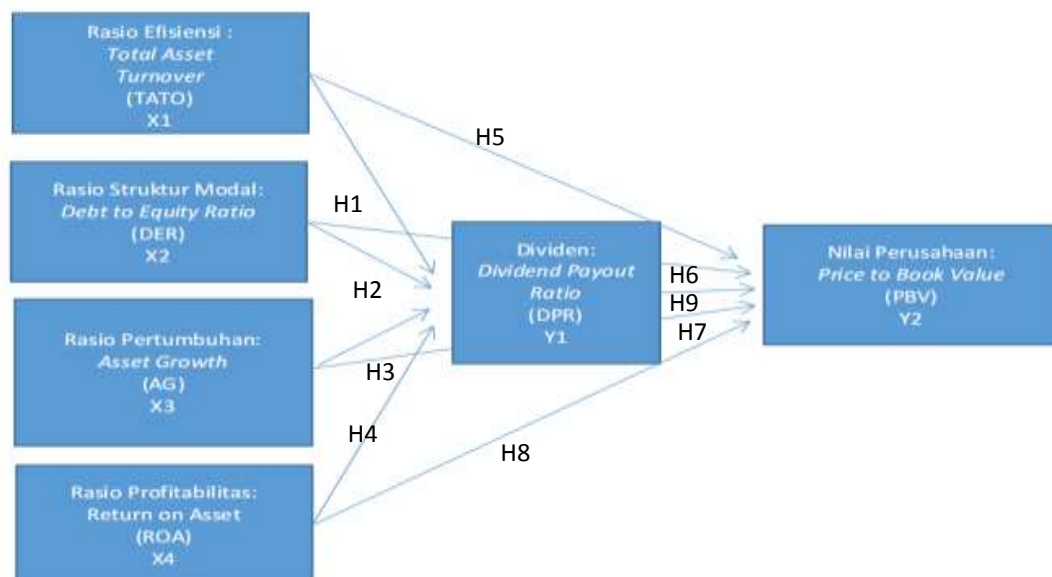 Rasio Efisiensi :
Total Asset
Turnover
(TATO)
X1
Rasio Struktur Modal:
Debt to Equity Ratio
(DER)
X2
Rasio Pertumbuhan:
Asset Growth
(AG)
X3
Rasio Profitabilitas:
Return on Asset
(ROA)
X4
H1
H2
H3
H4
H5
Dividen:
Dividend Payout
Ratio
(DPR)
Y1
H6
H9
H7
H8
Nilai Perusahaan:
Price to Book Value
(PBV)
Y2